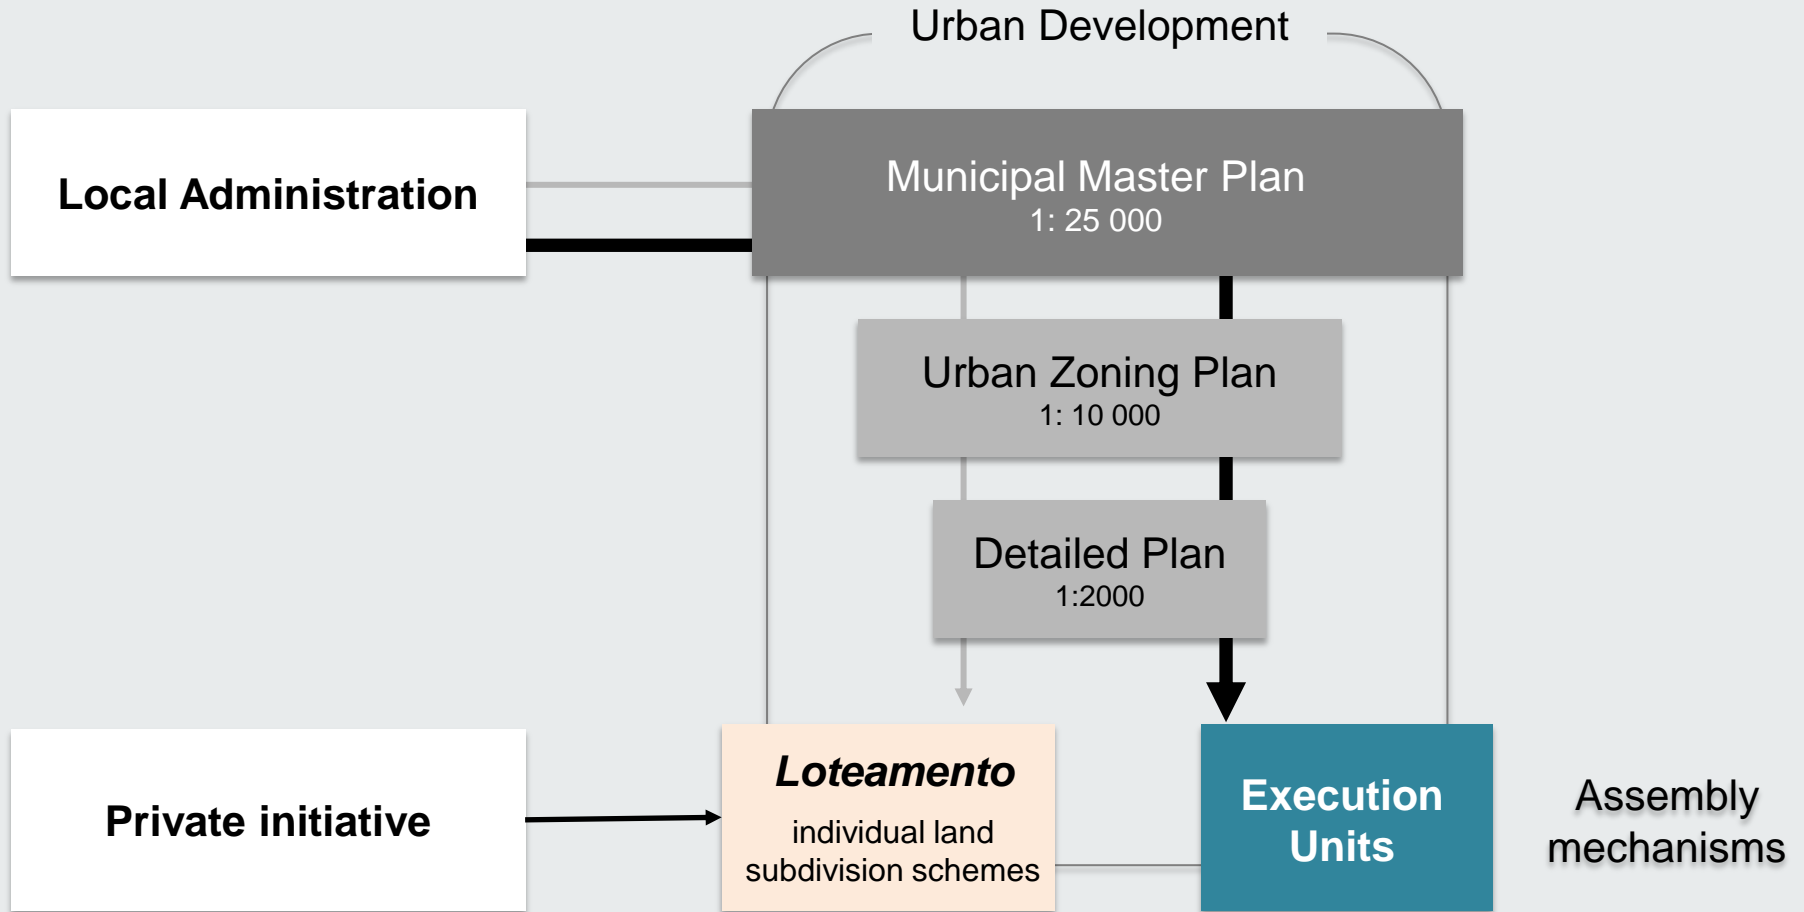 Urban Development
Local Administration
Municipal Master Plan
1: 25 000
Urban Zoning Plan
1: 10 000
Detailed Plan
1:2000
Private initiative
Loteamento
individual land
subdivision schemes
Execution
Units
Assembly
mechanisms